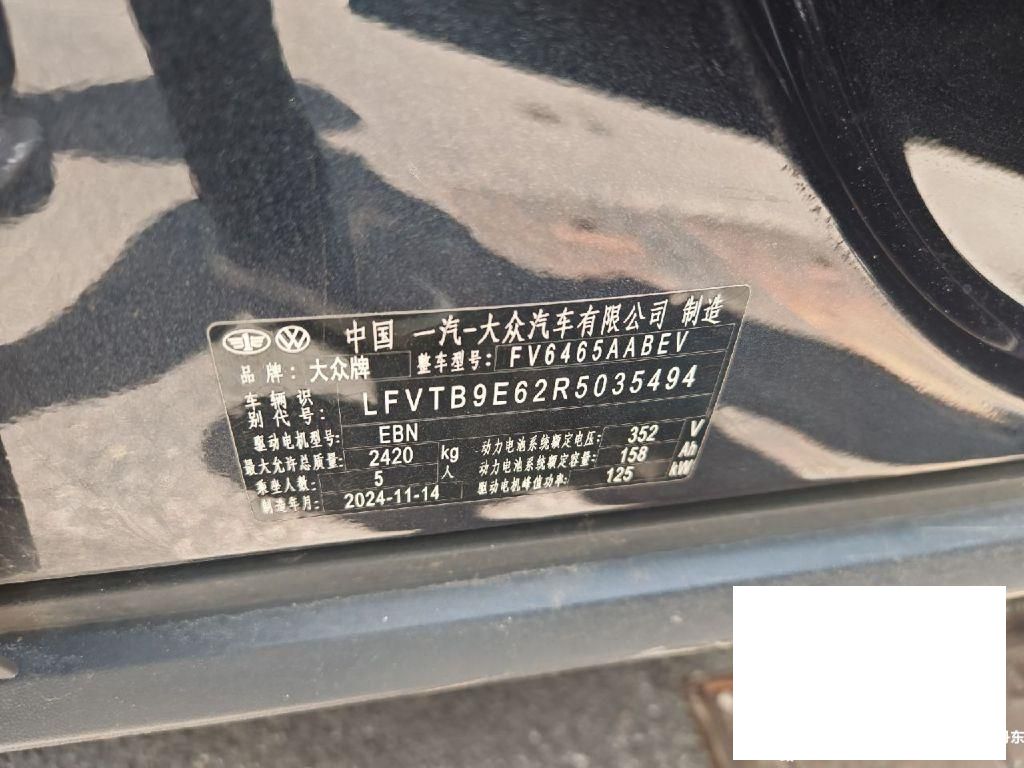 中国 一汽-大众汽车有限公司 制造
品牌: 大众牌 整车型号: FV6465AABEV
车辆识别代号: LFVTB9E62R5035494
驱动电机型号: EBN
最大允许总质量: 2420 kg 动力电池系统额定电压: 352 V
乘坐人数: 5 人 动力电池系统额定容量: 158 Ah
制造年月: 2024-11-14 驱动电机峰值功率: 125 kW
丹东